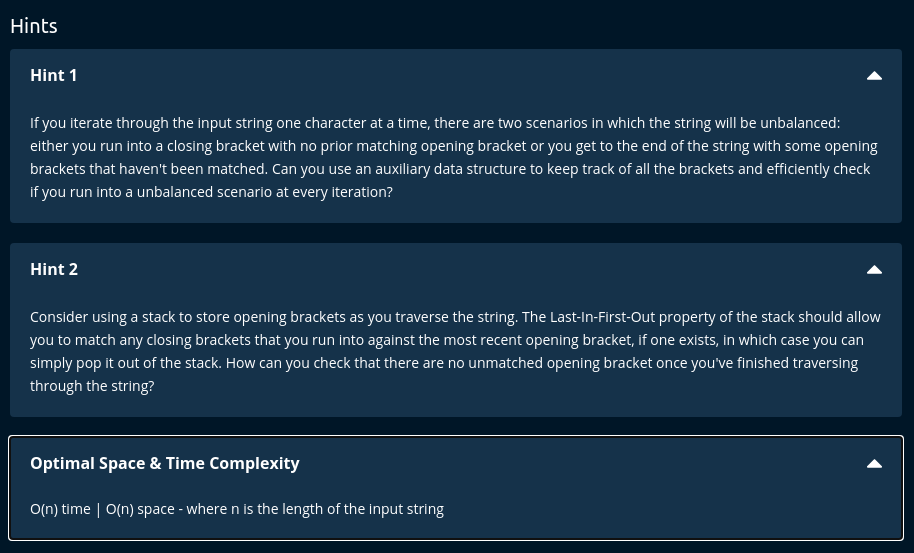 Hints
Hint 1
If you iterate through the input string one character at a time, there are two scenarios in which the string will be unbalanced:
either you run into a closing bracket with no prior matching opening bracket or you get to the end of the string with some opening
brackets that haven't been matched. Can you use an auxiliary data structure to keep track of all the brackets and efficiently check
if you run into a unbalanced scenario at every iteration?
Hint 2
Consider using a stack to store opening brackets as you traverse the string. The Last-In-First-Out property of the stack should allow
you to match any closing brackets that you run into against the most recent opening bracket, if one exists, in which case you can
simply pop it out of the stack. How can you check that there are no unmatched opening bracket once you've finished traversing
through the string?
Optimal Space & Time Complexity
O(n) time | O(n) space - where n is the length of the input string